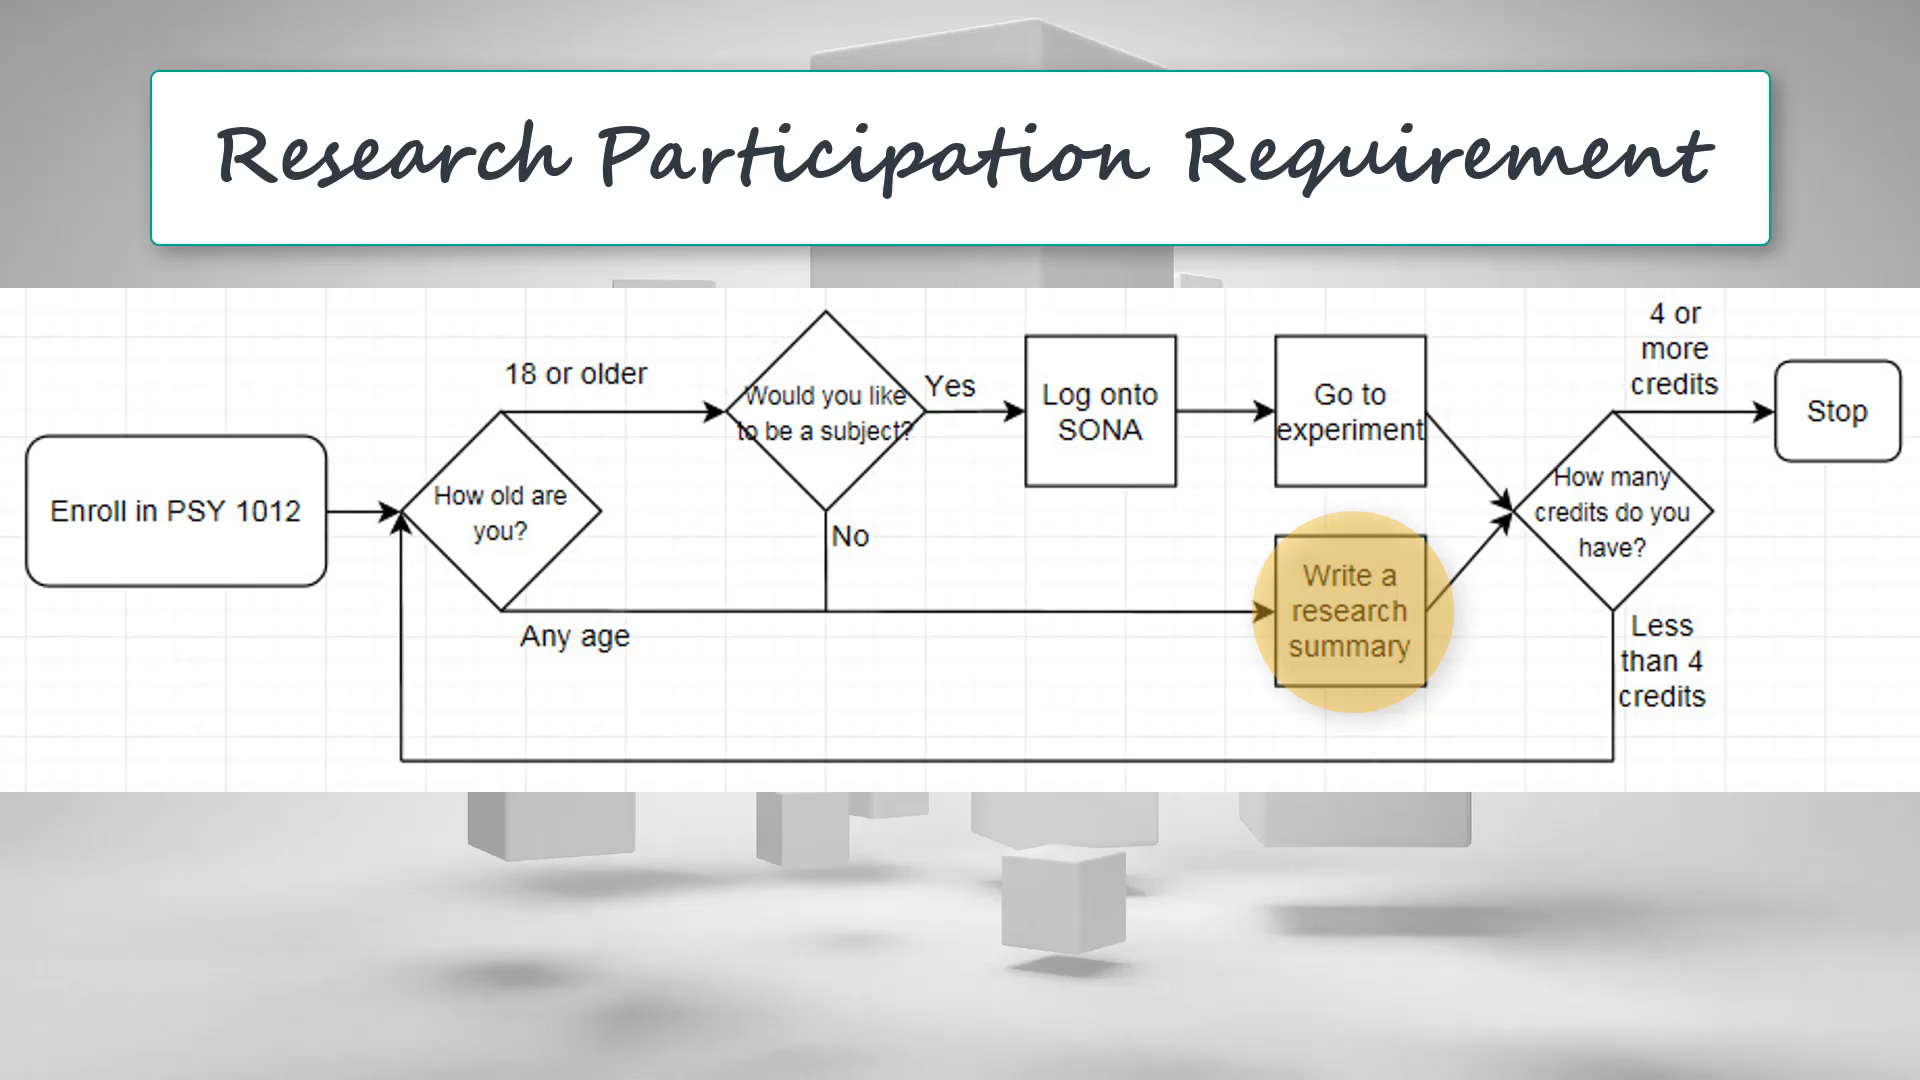 Research Participation Requirement
Enroll in PSY 1012
How old are
you?
18 or older
Any age
Would you like
to be a subject?
Yes
No
Log onto
SONA
Go to
experiment
Write a
research
summary
How many
credits do you
have?
4 or
more
credits
Less
than 4
credits
Stop